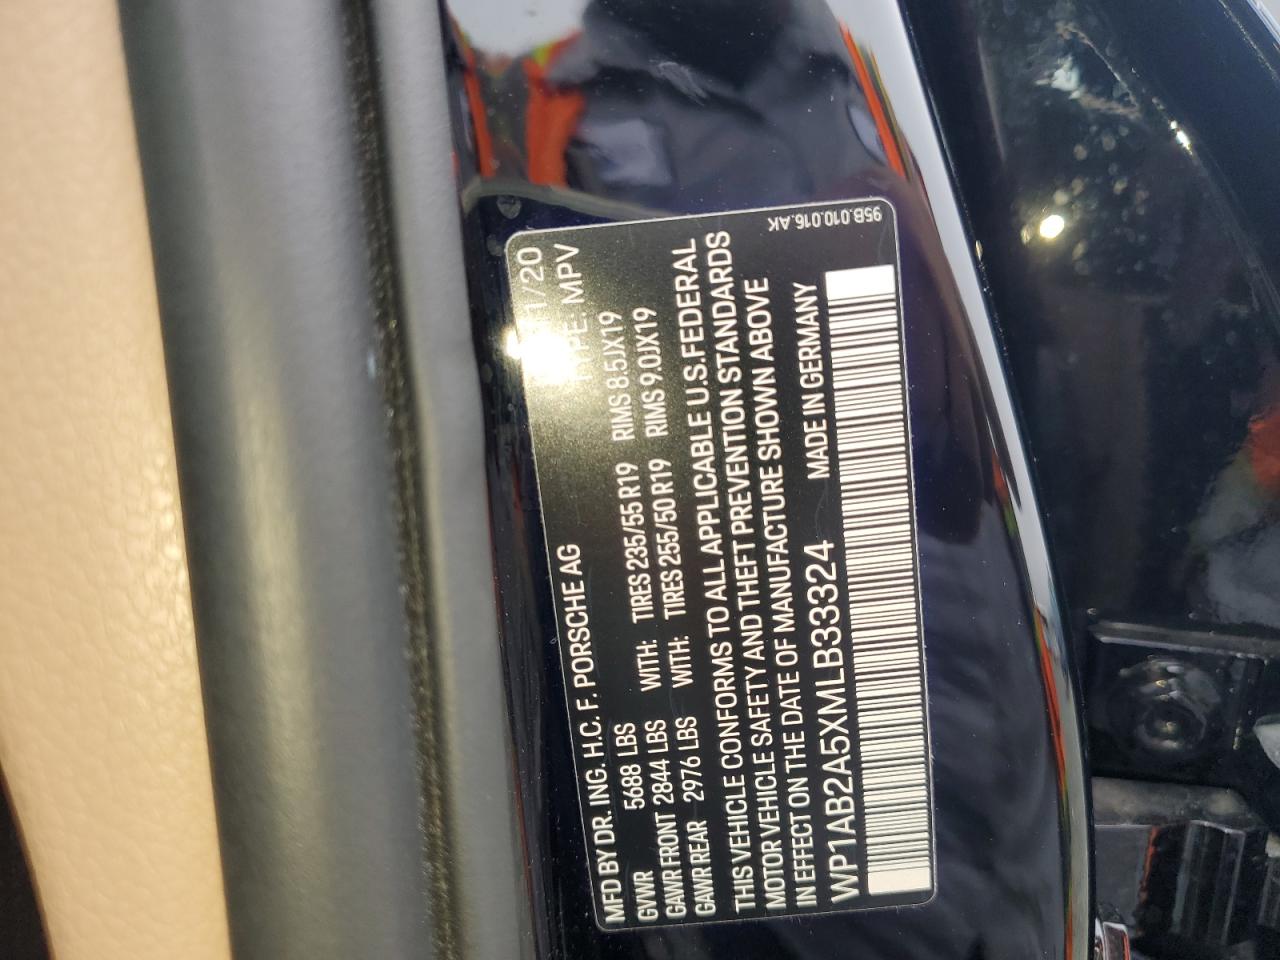 MFD BY DR. ING. H.C. F. PORSCHE AG
GVWR 5688 LBS WITH: TIRES 235/55 R19 RIMS 8.5JX19
GAWR FRONT 2844 LBS WITH: TIRES 255/50 R19 RIMS 9.0JX19
GAWR REAR 2976 LBS
THIS VEHICLE CONFORMS TO ALL APPLICABLE U.S. FEDERAL
MOTOR VEHICLE SAFETY AND THEFT PREVENTION STANDARDS
IN EFFECT ON THE DATE OF MANUFACTURE SHOWN ABOVE
WP1AB2A5XMLB33324 MADE IN GERMANY
/20
MPV
95B.010.016.AK